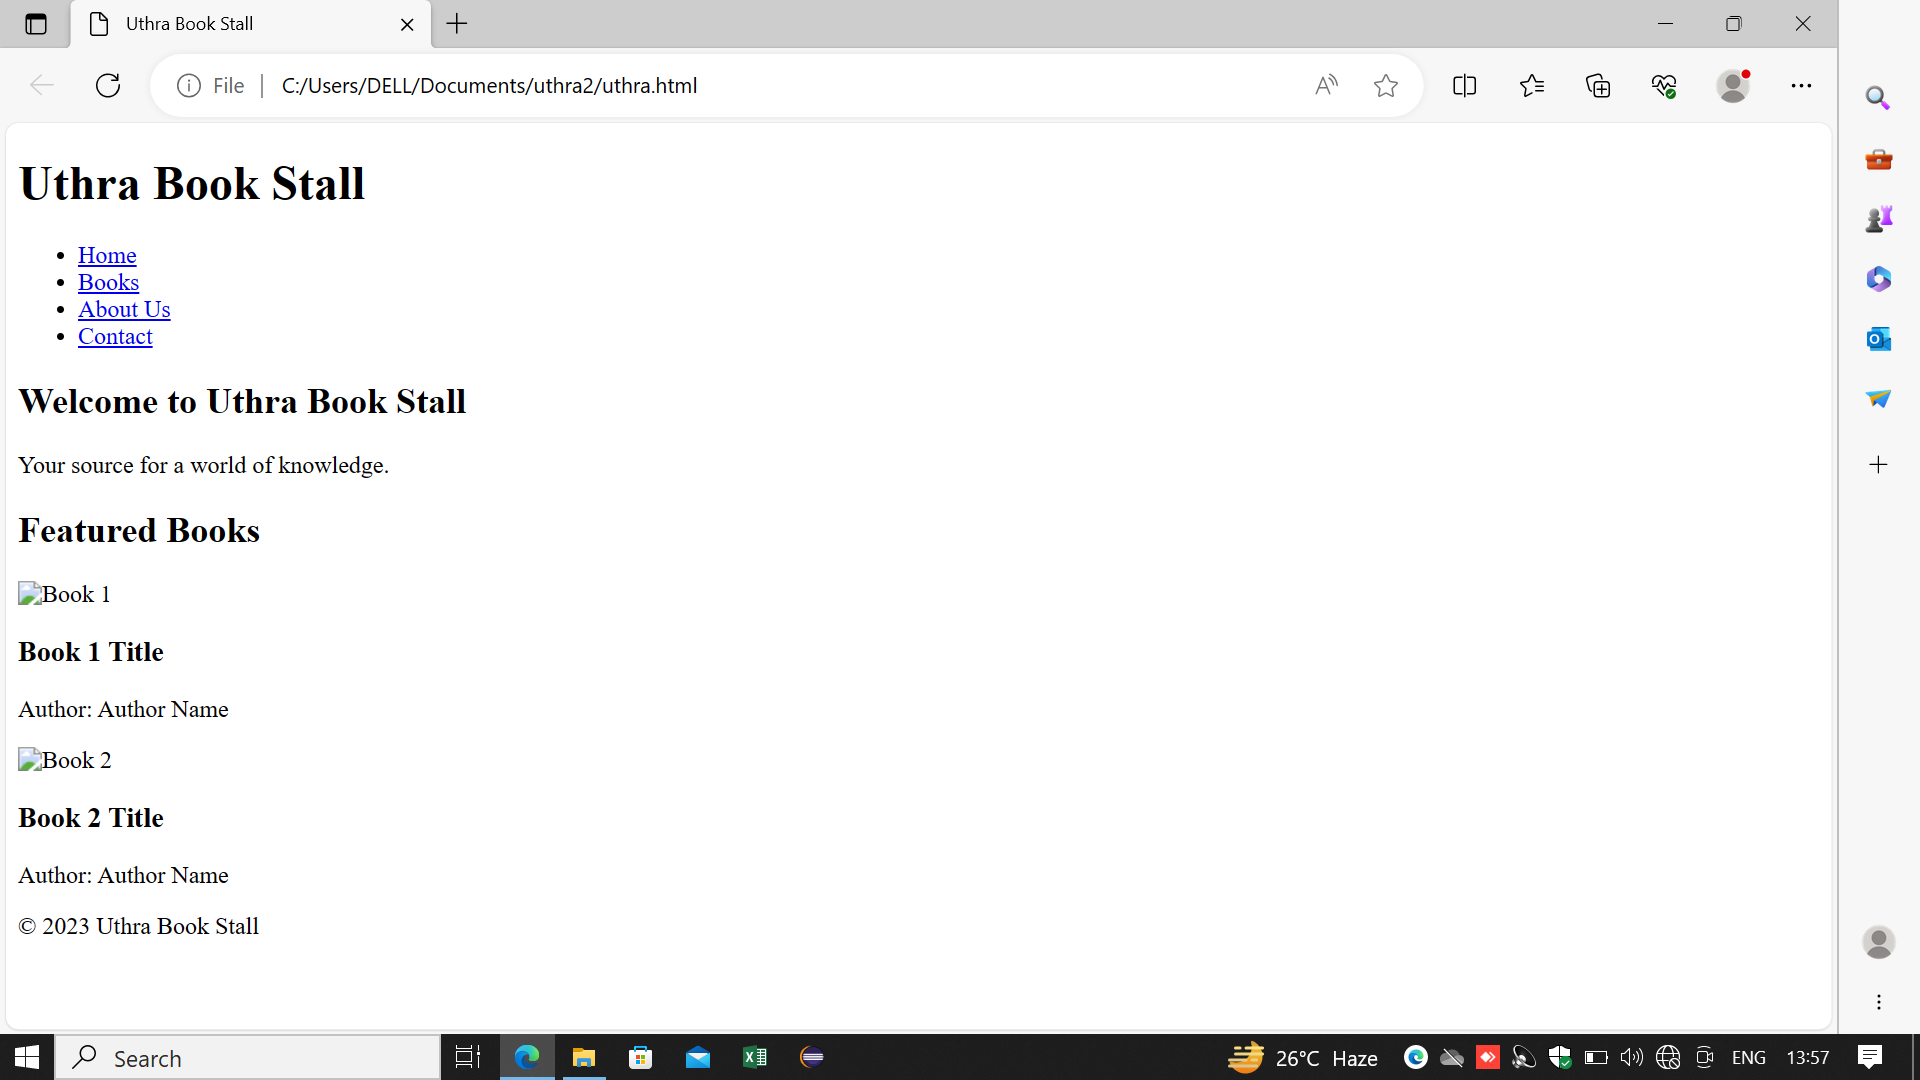 Uthra Book Stall
File
C:/Users/DELL/Documents/uthra2/uthra.html
Uthra Book Stall
Home
Books
About Us
Contact
Welcome to Uthra Book Stall
Your source for a world of knowledge.
Featured Books
Book 1
Book 1 Title
Author: Author Name
Book 2
Book 2 Title
Author: Author Name
© 2023 Uthra Book Stall
Search
26°C Haze
ENG
13:57